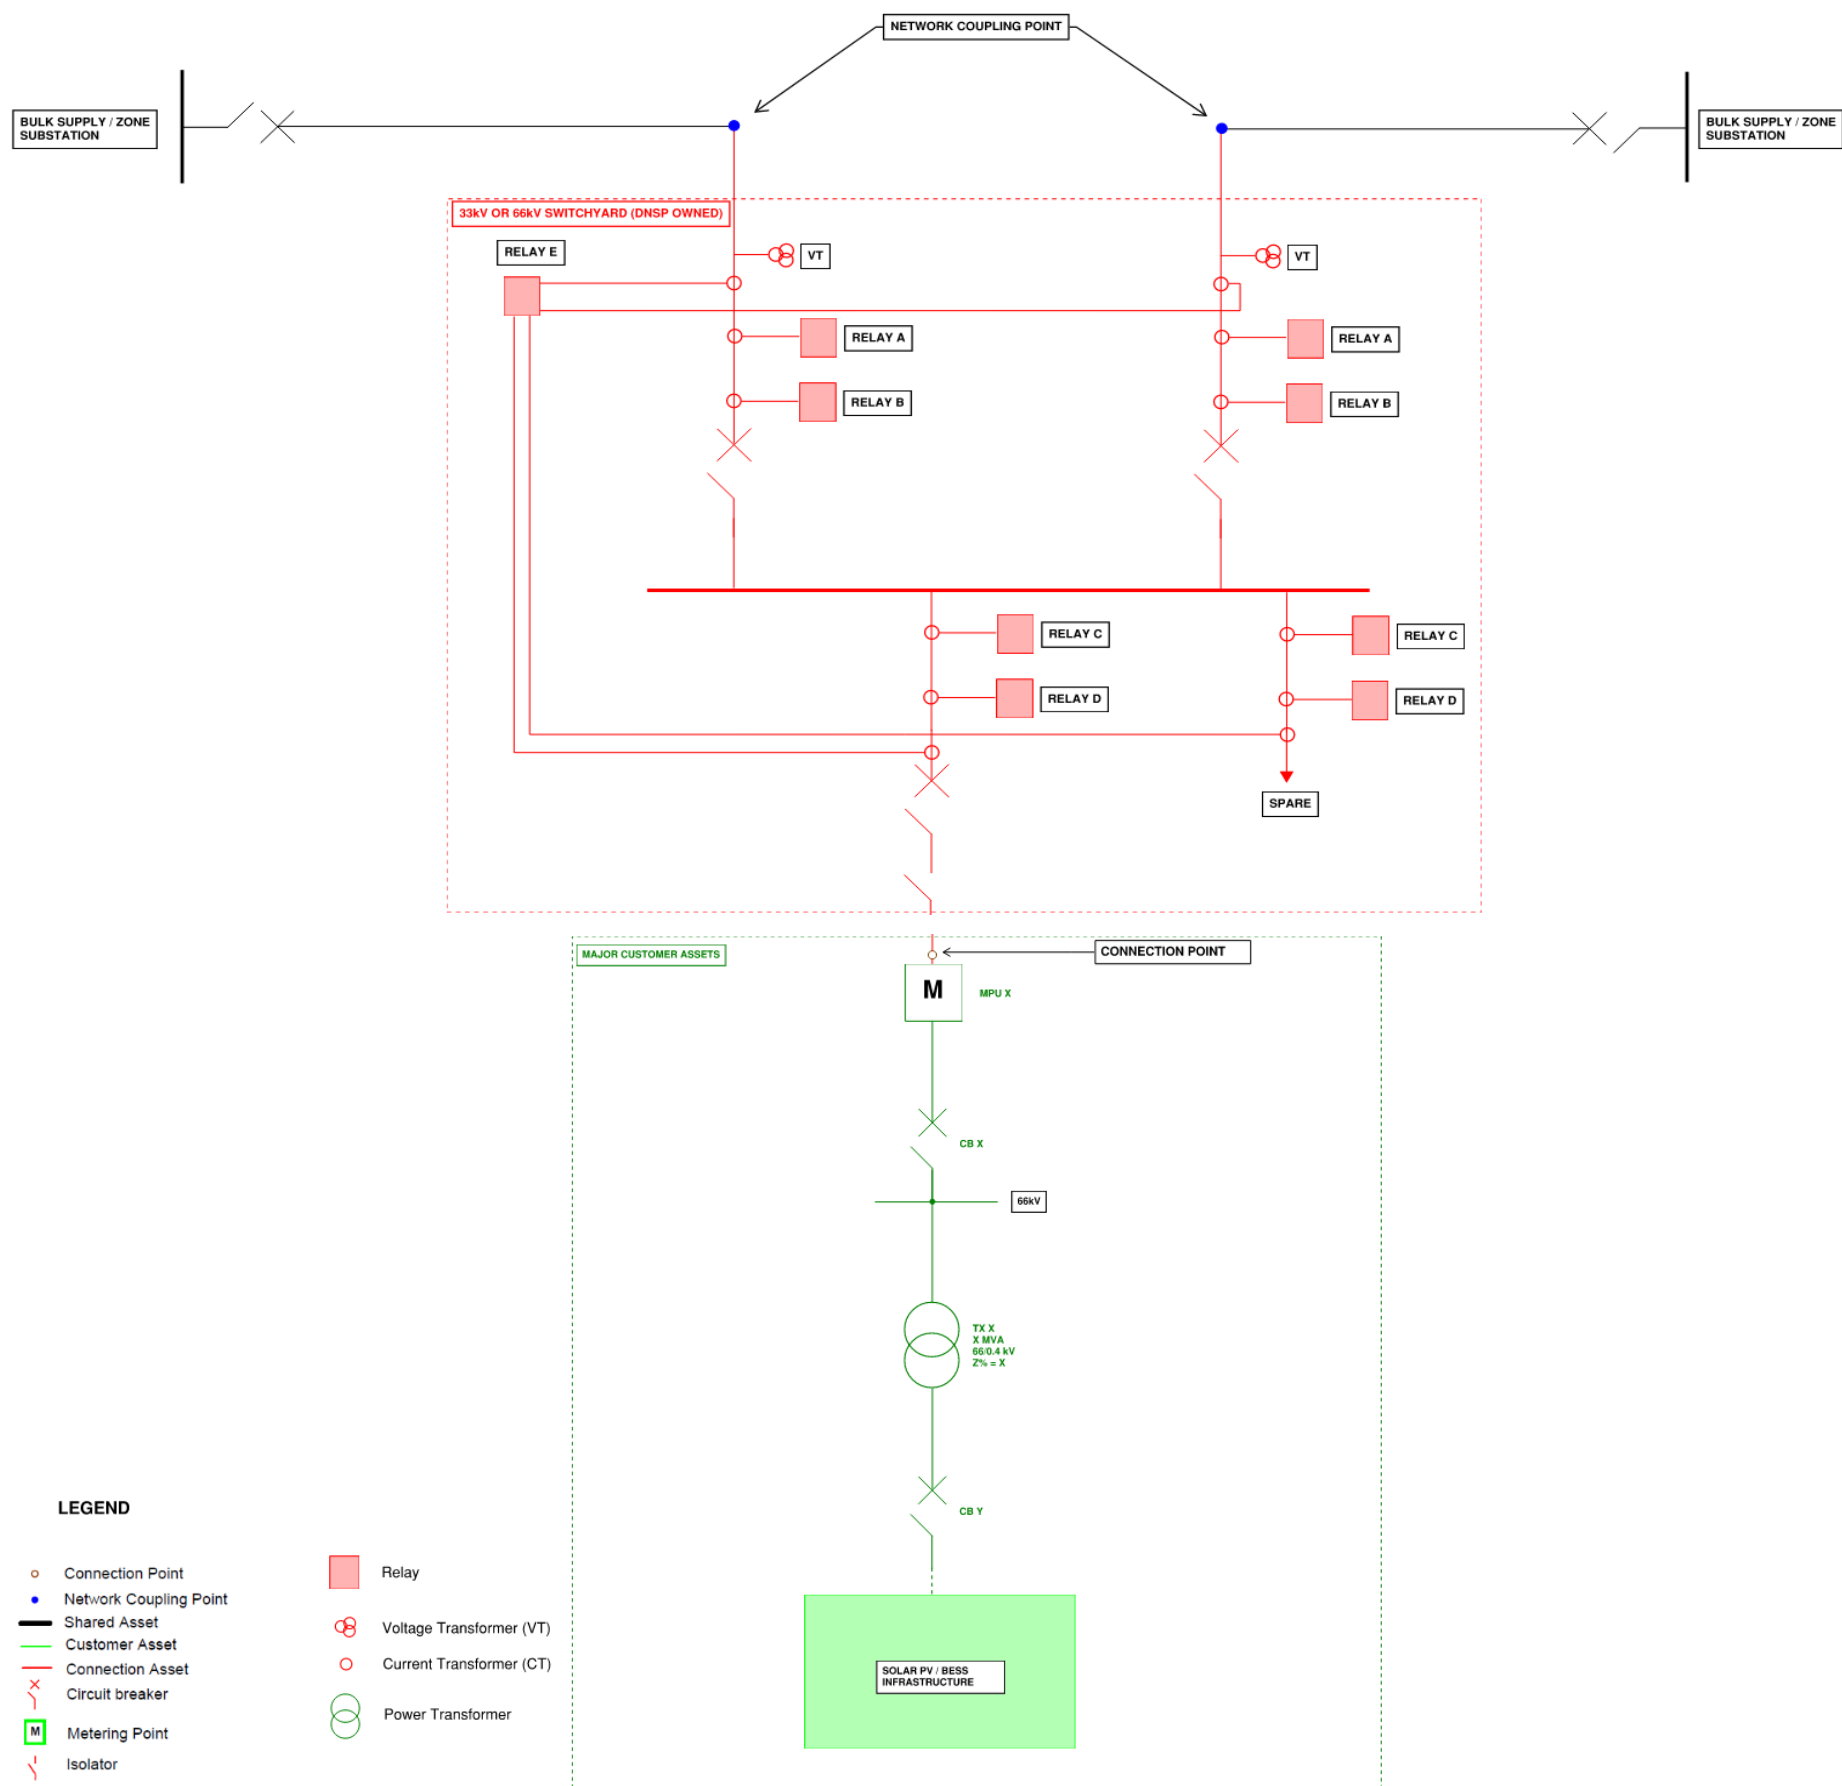 NETWORK COUPLING POINT
BULK SUPPLY / ZONE
SUBSTATION
BULK SUPPLY / ZONE
SUBSTATION
33kV OR 66kV SWITCHYARD (DNSP OWNED)
RELAY E
VT
VT
RELAY A
RELAY A
RELAY B
RELAY B
RELAY C
RELAY C
RELAY D
RELAY D
SPARE
MAJOR CUSTOMER ASSETS
CONNECTION POINT
M
MPU X
CB X
66kV
TX X
X MVA
66/0.4 kV
Z% = X
CB Y
SOLAR PV / BESS
INFRASTRUCTURE
LEGEND
Connection Point
Network Coupling Point
Shared Asset
Customer Asset
Connection Asset
Circuit breaker
M
Metering Point
Isolator
Relay
Voltage Transformer (VT)
Current Transformer (CT)
Power Transformer